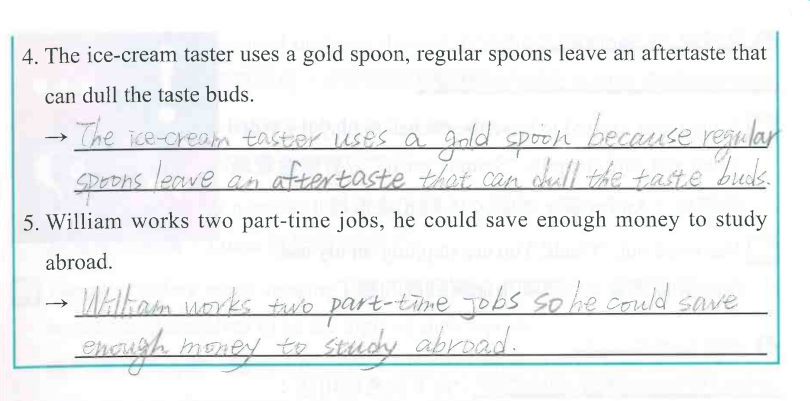 4. The ice-cream taster uses a gold spoon, regular spoons leave an aftertaste that
can dull the taste buds.
→ The ice-cream taster uses a gold spoon because regular
spoons leave an aftertaste that can dull the taste buds.
5. William works two part-time jobs, he could save enough money to study
abroad.
→ William works two part-time jobs so he could save
enough money to study abroad.